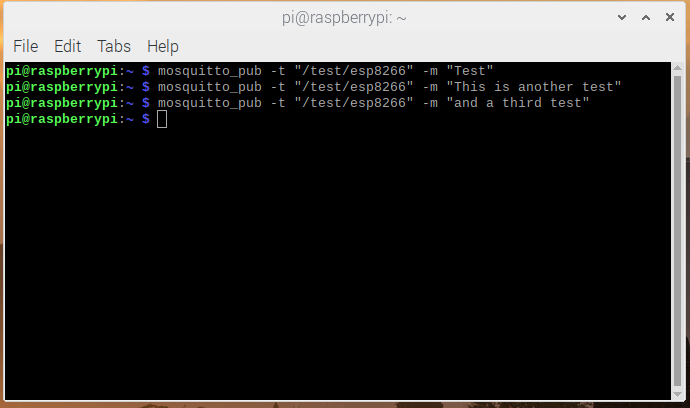 pi@raspberrypi: ~
File Edit Tabs Help
pi@raspberrypi:~ $ mosquitto_pub -t "/test/esp8266" -m "Test"
pi@raspberrypi:~ $ mosquitto_pub -t "/test/esp8266" -m "This is another test"
pi@raspberrypi:~ $ mosquitto_pub -t "/test/esp8266" -m "and a third test"
pi@raspberrypi:~ $